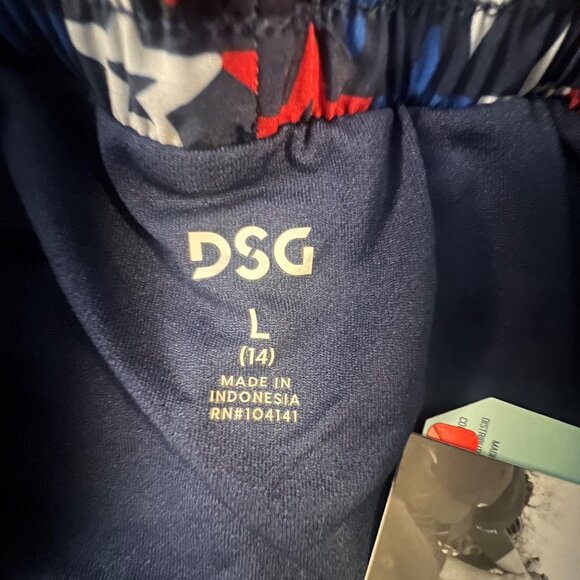 DSG
L
(14)
MADE IN
INDONESIA
RN#104141